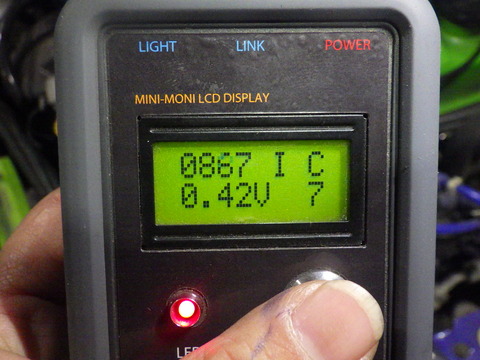 LIGHT LINK POWER
MINI-MONI LCD DISPLAY
0867 I C
0.42V 7